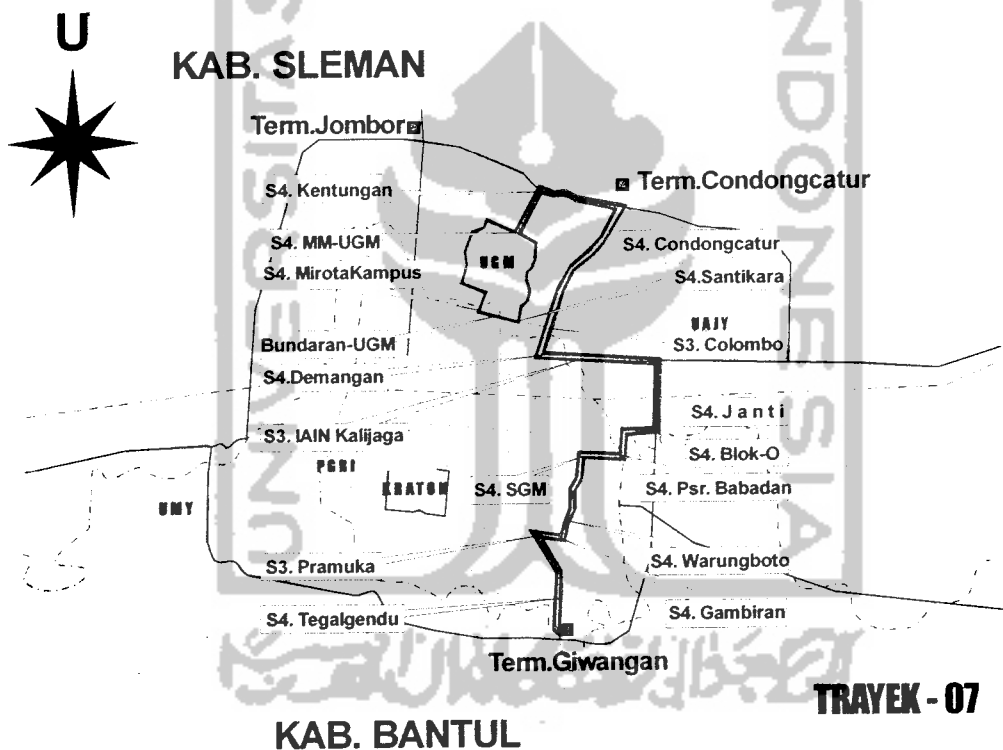 U
KAB. SLEMAN
Term.Jombor
Term.Condongcatur
S4. Kentungan
S4. MM-UGM
S4. Condongcatur
UGM
S4. MirotaKampus
S4.Santikara
UAJY
Bundaran-UGM
S3. Colombo
S4.Demangan
S4. Janti
S3. IAIN Kalijaga
S4. Blok-O
PGRI
KRATON
S4. SGM
S4. Psr. Babadan
UMY
S3. Pramuka
S4. Warungboto
S4. Tegalgendu
S4. Gambiran
Term.Giwangan
TRAYEK - 07
KAB. BANTUL
INDONESIA